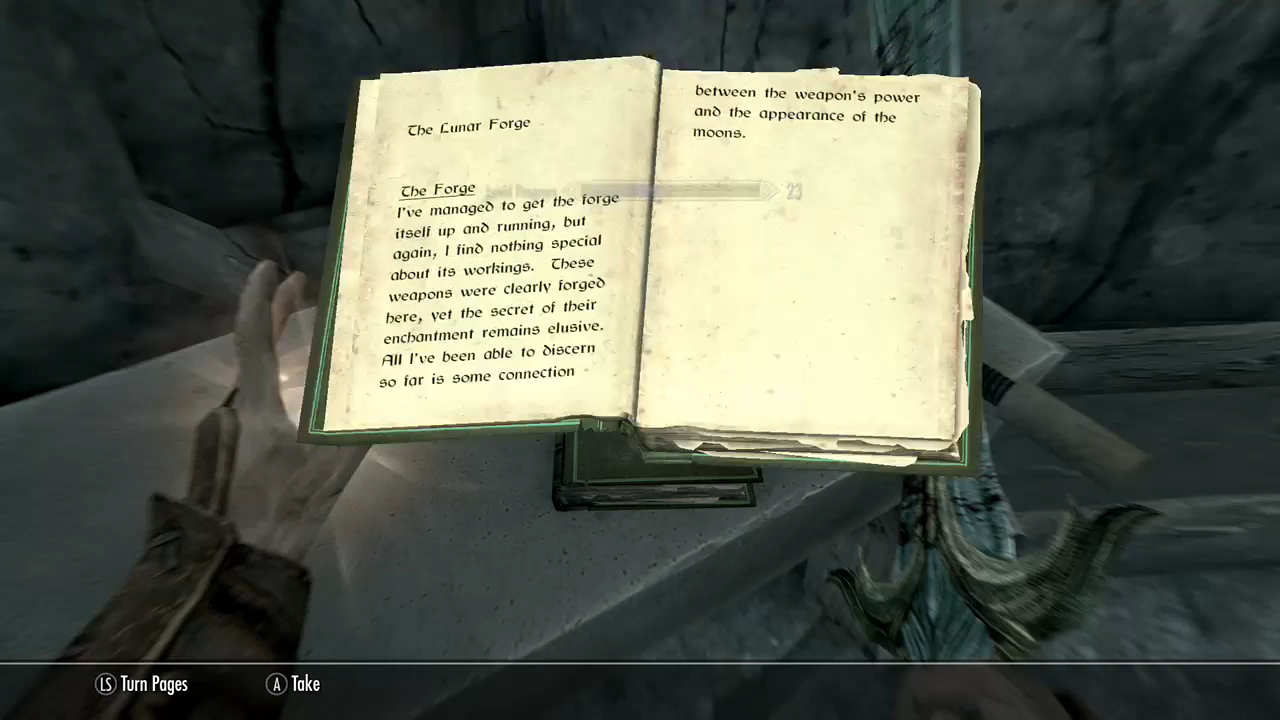 The Lunar Forge
The Forge
I've managed to get the forge
itself up and running, but
again, I find nothing special
about its workings. These
weapons were clearly forged
here, yet the secret of their
enchantment remains elusive.
All I've been able to discern
so far is some connection
between the weapon's power
and the appearance of the
moons.
23
LS Turn Pages
A Take